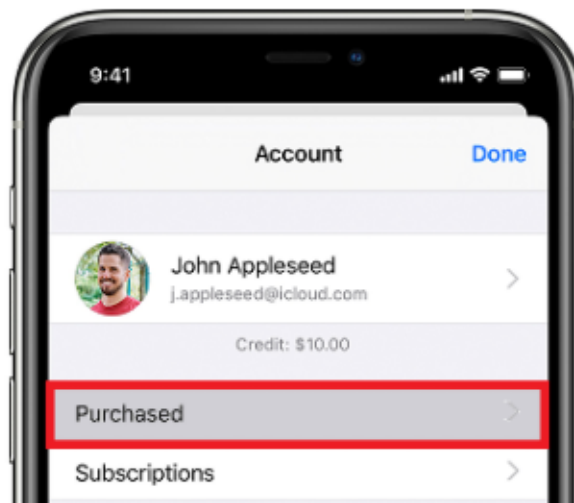 9:41
Account
Done
John Appleseed
j.appleseed@icloud.com
Credit: $10.00
Purchased
Subscriptions